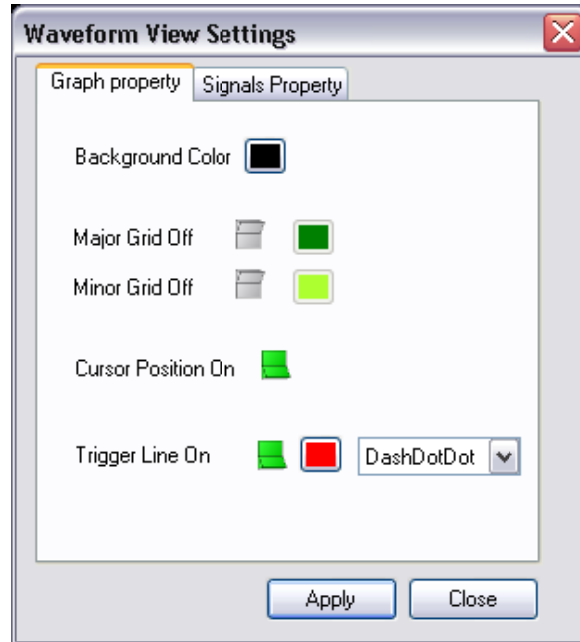 Waveform View Settings
Graph property Signals Property
Background Color
Major Grid Off
Minor Grid Off
Cursor Position On
Trigger Line On DashDotDot
Apply Close